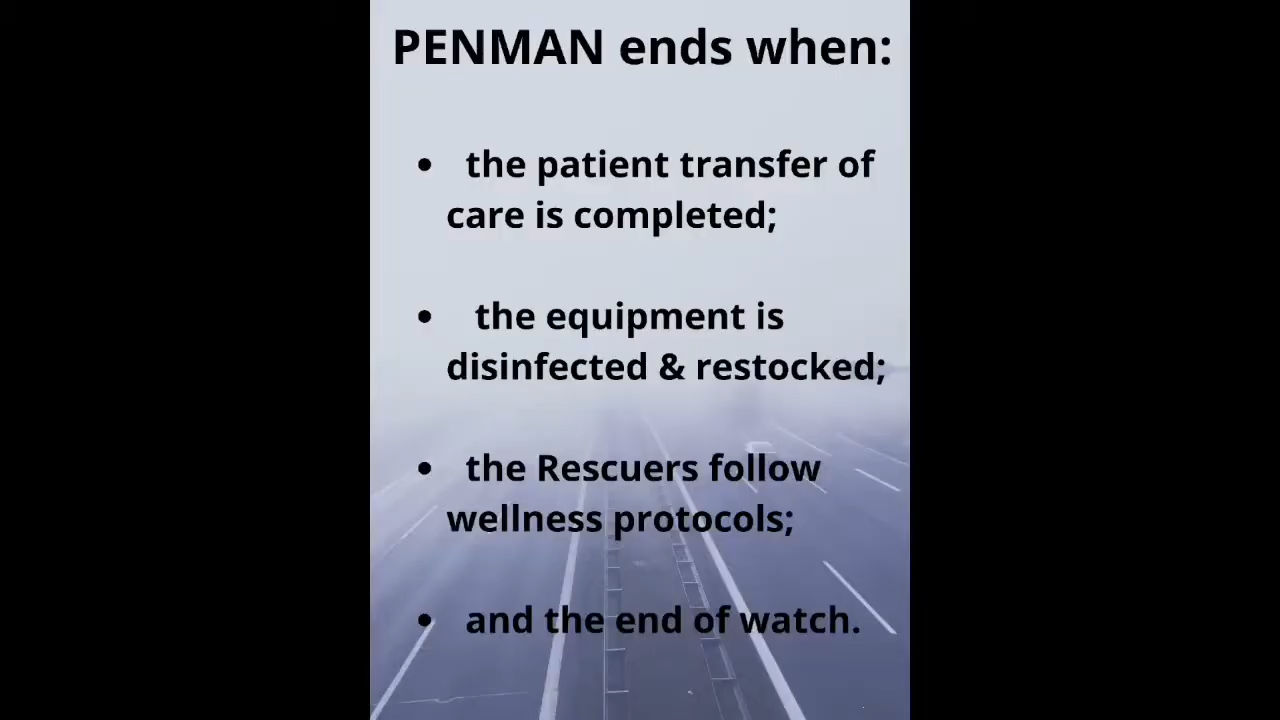 PENMAN ends when:
• the patient transfer of
care is completed;
• the equipment is
disinfected & restocked;
• the Rescuers follow
wellness protocols;
• and the end of watch.